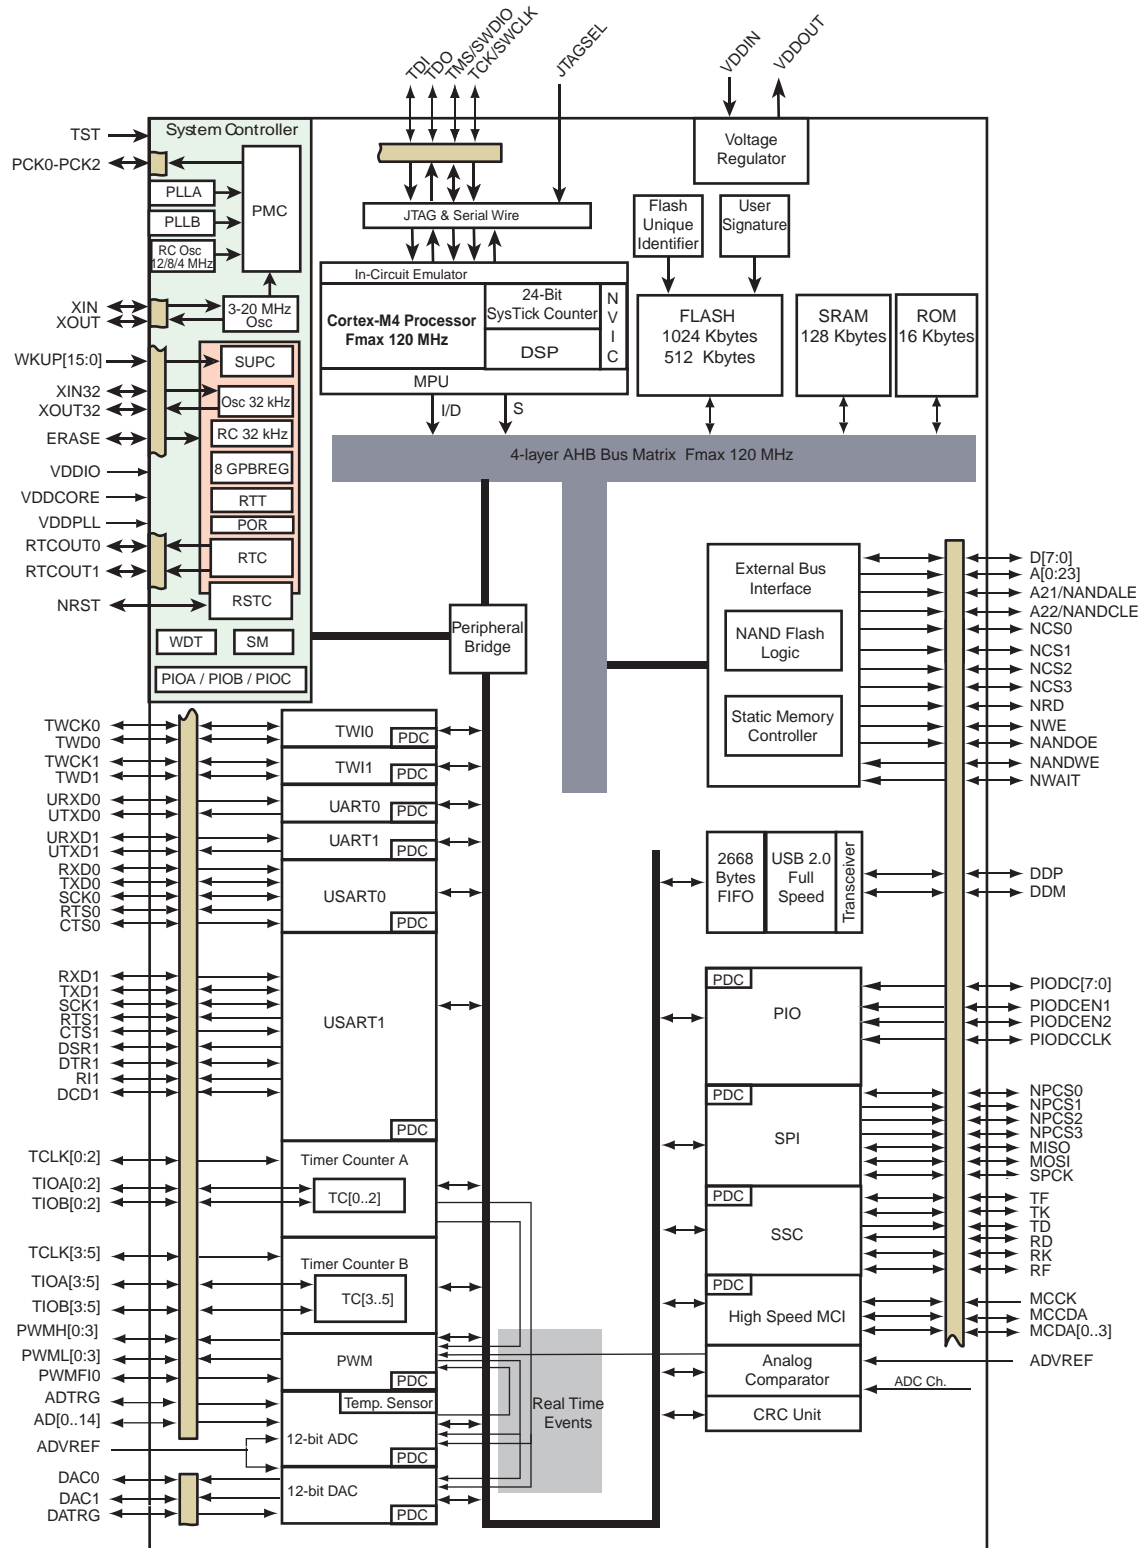 TDI
TDO
TMS/SWDIO
TCK/SWCLK
JTAGSEL
VDDIN
VDDOUT
System Controller
TST
PCK0-PCK2
PLLA
PLLB
RC Osc
12/8/4 MHz
PMC
XIN
XOUT
3-20 MHz
Osc
WKUP[15:0]
SUPC
XIN32
XOUT32
Osc 32 kHz
ERASE
RC 32 kHz
VDDIO
8 GPBREG
VDDCORE
RTT
VDDPLL
POR
RTCOUT0
RTCOUT1
RTC
NRST
RSTC
WDT
SM
PIOA / PIOB / PIOC
Voltage
Regulator
JTAG & Serial Wire
Flash
Unique
Identifier
User
Signature
In-Circuit Emulator
Cortex-M4 Processor
Fmax 120 MHz
24-Bit
SysTick Counter
DSP
N
V
I
C
MPU
FLASH
1024 Kbytes
512 Kbytes
SRAM
128 Kbytes
ROM
16 Kbytes
I/D
S
4-layer AHB Bus Matrix Fmax 120 MHz
Peripheral
Bridge
External Bus
Interface
NAND Flash
Logic
Static Memory
Controller
D[7:0]
A[0:23]
A21/NANDALE
A22/NANDCLE
NCS0
NCS1
NCS2
NCS3
NRD
NWE
NANDOE
NANDWE
NWAIT
TWCK0
TWD0
TWI0
PDC
TWCK1
TWD1
TWI1
PDC
URXD0
UTXD0
UART0
PDC
URXD1
UTXD1
UART1
PDC
RXD0
TXD0
SCK0
RTS0
CTS0
USART0
PDC
RXD1
TXD1
SCK1
RTS1
CTS1
DSR1
DTR1
RI1
DCD1
USART1
PDC
TCLK[0:2]
TIOA[0:2]
TIOB[0:2]
Timer Counter A
TC[0..2]
TCLK[3:5]
TIOA[3:5]
TIOB[3:5]
Timer Counter B
TC[3..5]
PWMH[0:3]
PWML[0:3]
PWMFI0
PWM
PDC
ADTRG
AD[0..14]
ADVREF
Temp. Sensor
12-bit ADC
PDC
DAC0
DAC1
DATRG
12-bit DAC
PDC
Real Time
Events
2668
Bytes
FIFO
USB 2.0
Full
Speed
Transceiver
DDP
DDM
PDC
PIO
PIODC[7:0]
PIODCEN1
PIODCEN2
PIODCCLK
PDC
SPI
NPCS0
NPCS1
NPCS2
NPCS3
MISO
MOSI
SPCK
PDC
SSC
TF
TK
TD
RD
RK
RF
PDC
High Speed MCI
MCCK
MCCDA
MCDA[0..3]
Analog
Comparator
ADVREF
ADC Ch.
CRC Unit